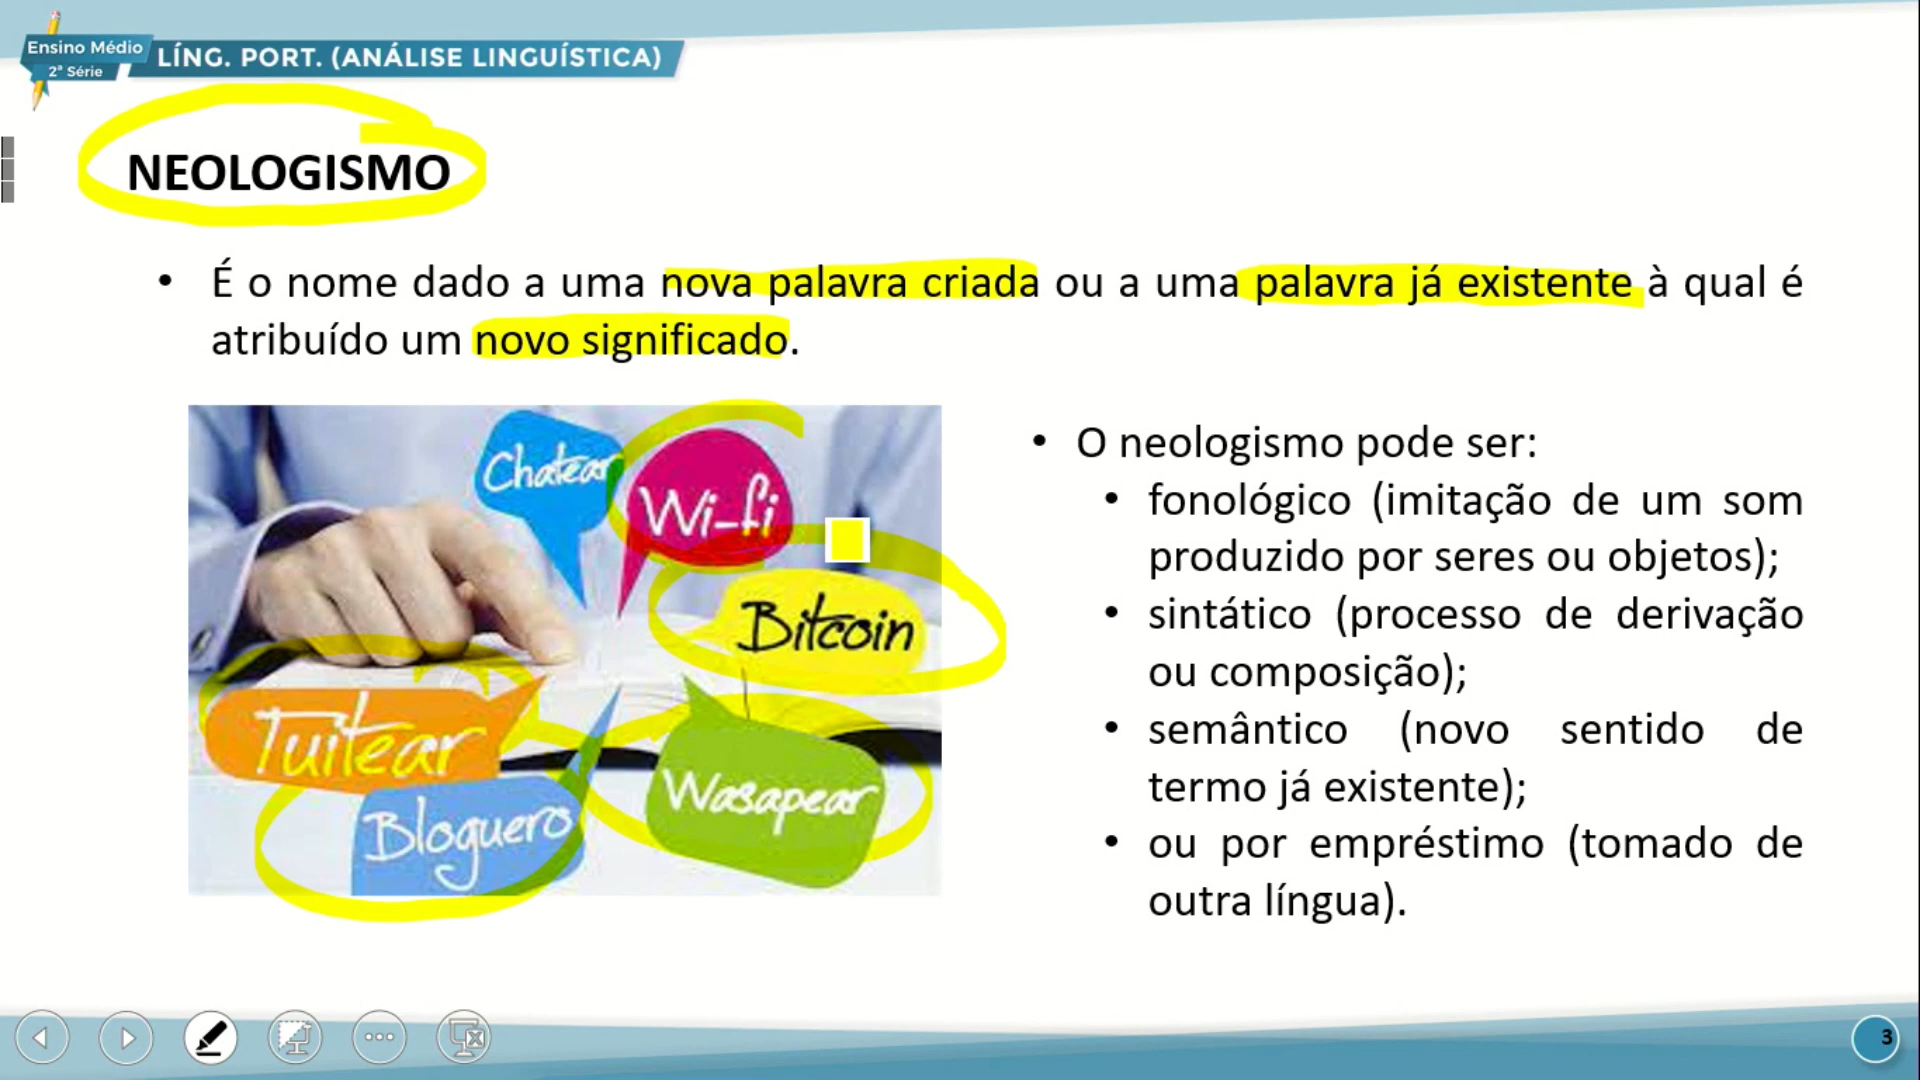 Ensino Médio
2ª Série
LÍNG. PORT. (ANÁLISE LINGUÍSTICA)
NEOLOGISMO
• É o nome dado a uma nova palavra criada ou a uma palavra já existente à qual é
atribuído um novo significado.
Chatear
Wi-fi
Bitcoin
Tuitear
Bloguero
Wasapear
• O neologismo pode ser:
• fonológico (imitação de um som
produzido por seres ou objetos);
• sintático (processo de derivação
ou composição);
• semântico (novo sentido de
termo já existente);
• ou por empréstimo (tomado de
outra língua).
3